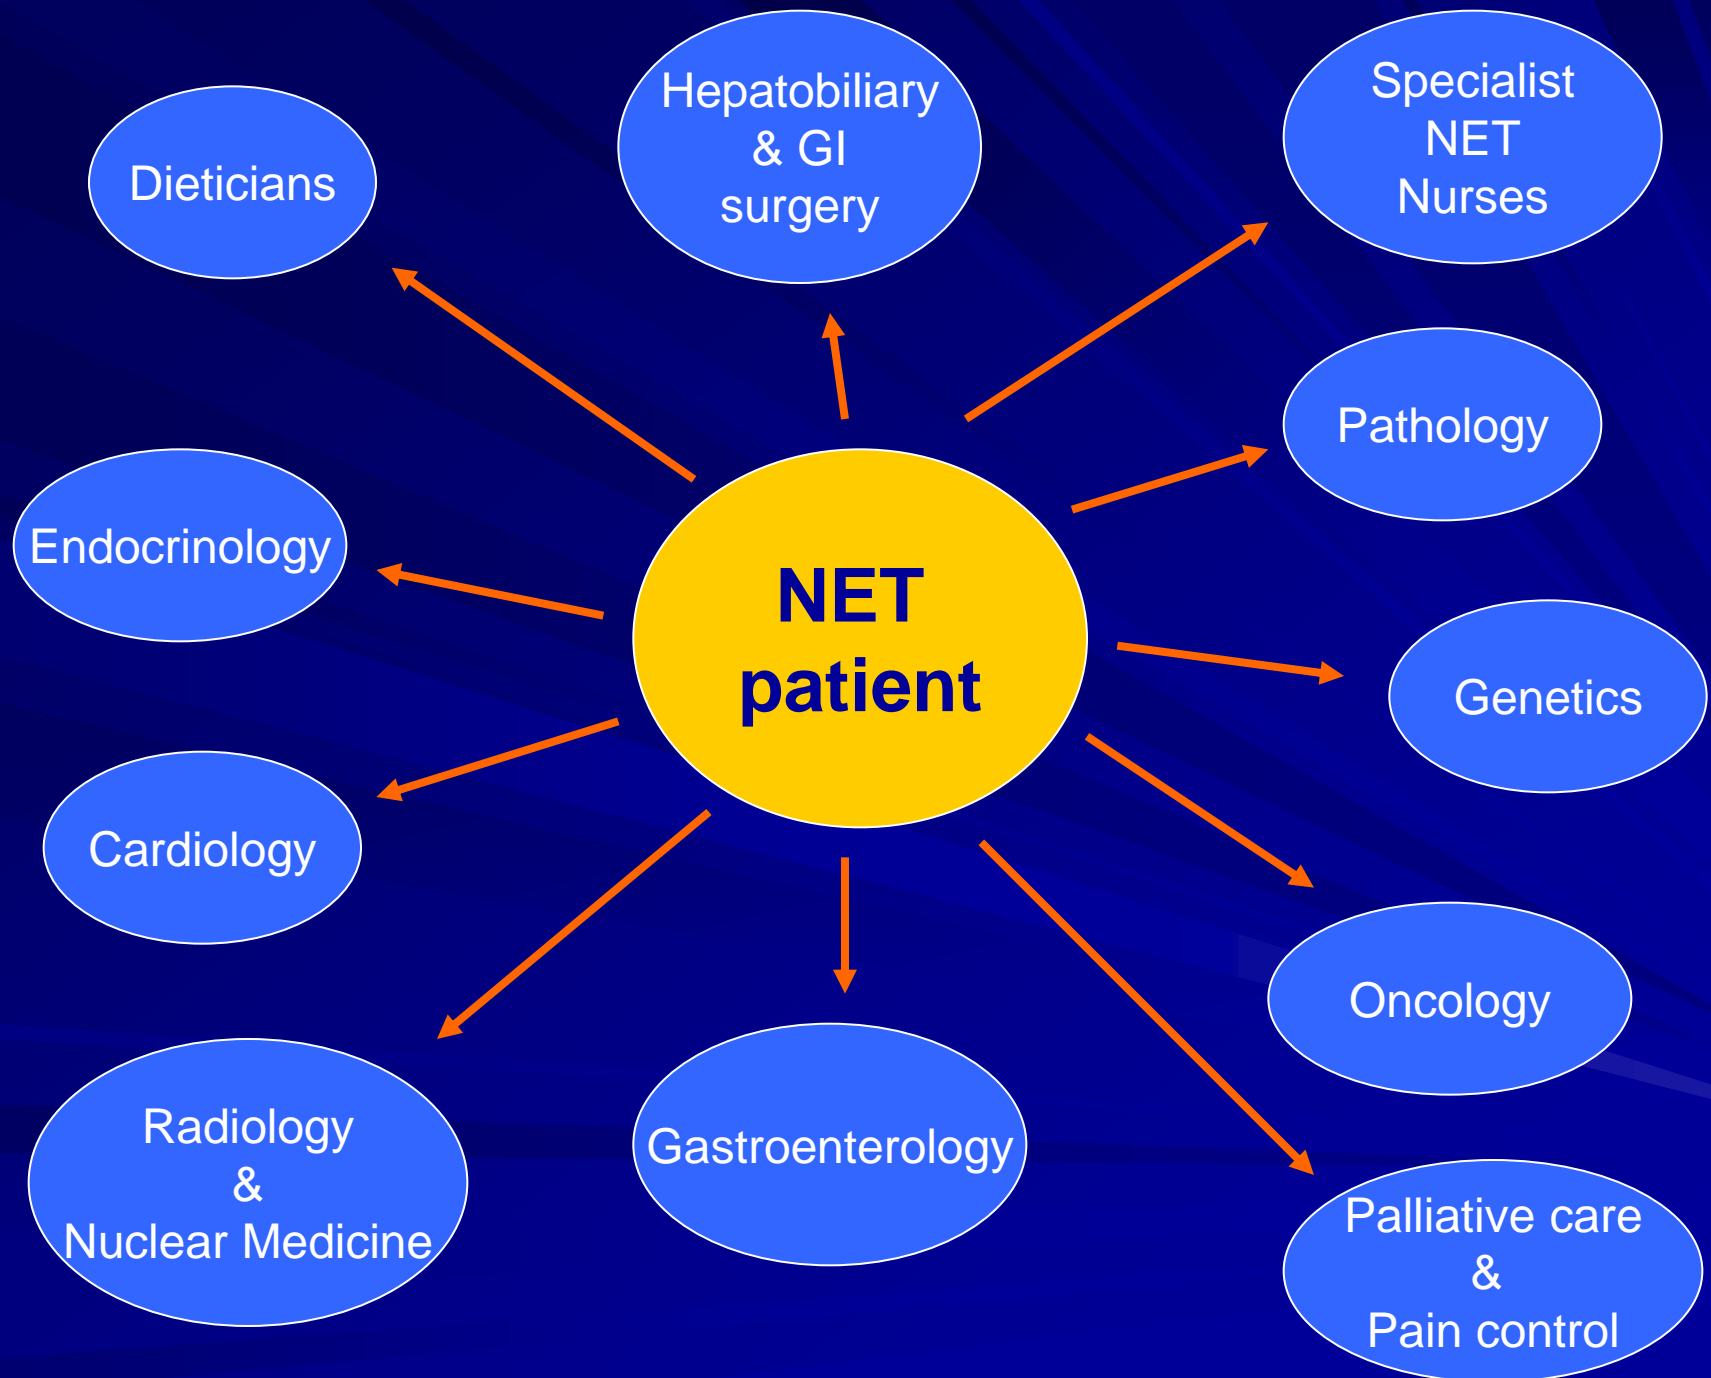 Dieticians
Hepatobiliary
& GI
surgery
Specialist
NET
Nurses
Pathology
Endocrinology
NET
patient
Genetics
Cardiology
Oncology
Radiology
&
Nuclear Medicine
Gastroenterology
Palliative care
&
Pain control